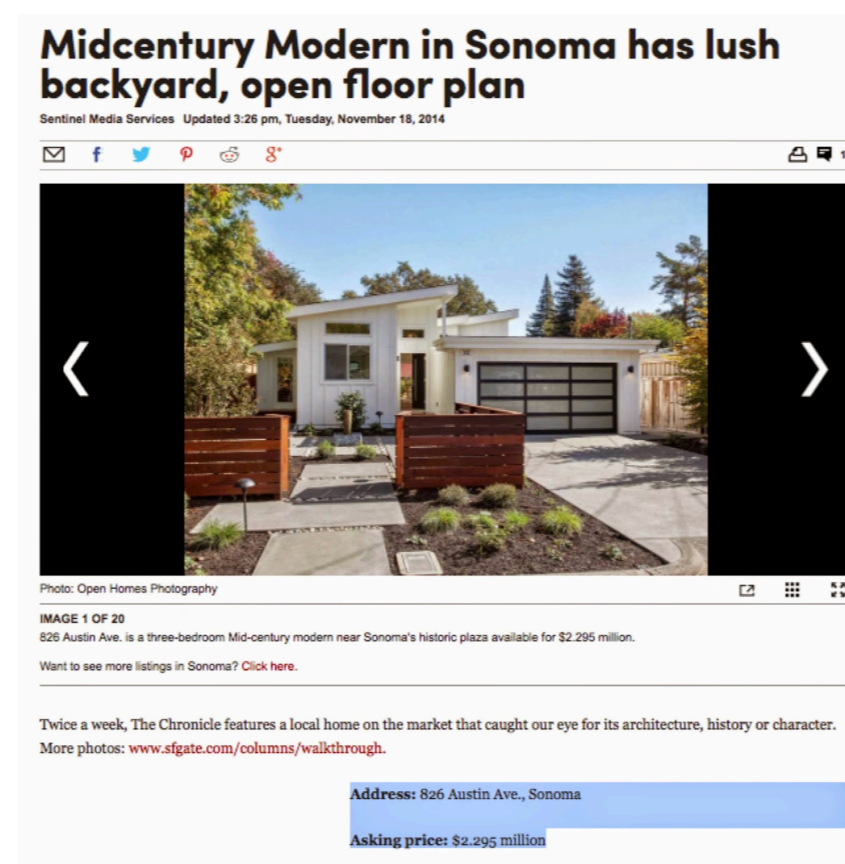 Midcentury Modern in Sonoma has lush
backyard, open floor plan
Sentinel Media Services Updated 3:26 pm, Tuesday, November 18, 2014
Photo: Open Homes Photography
IMAGE 1 OF 20
826 Austin Ave. is a three-bedroom Mid-century modern near Sonoma's historic plaza available for $2.295 million.
Want to see more listings in Sonoma? Click here.
Twice a week, The Chronicle features a local home on the market that caught our eye for its architecture, history or character.
More photos: www.sfgate.com/columns/walkthrough.
Address: 826 Austin Ave., Sonoma
Asking price: $2.295 million